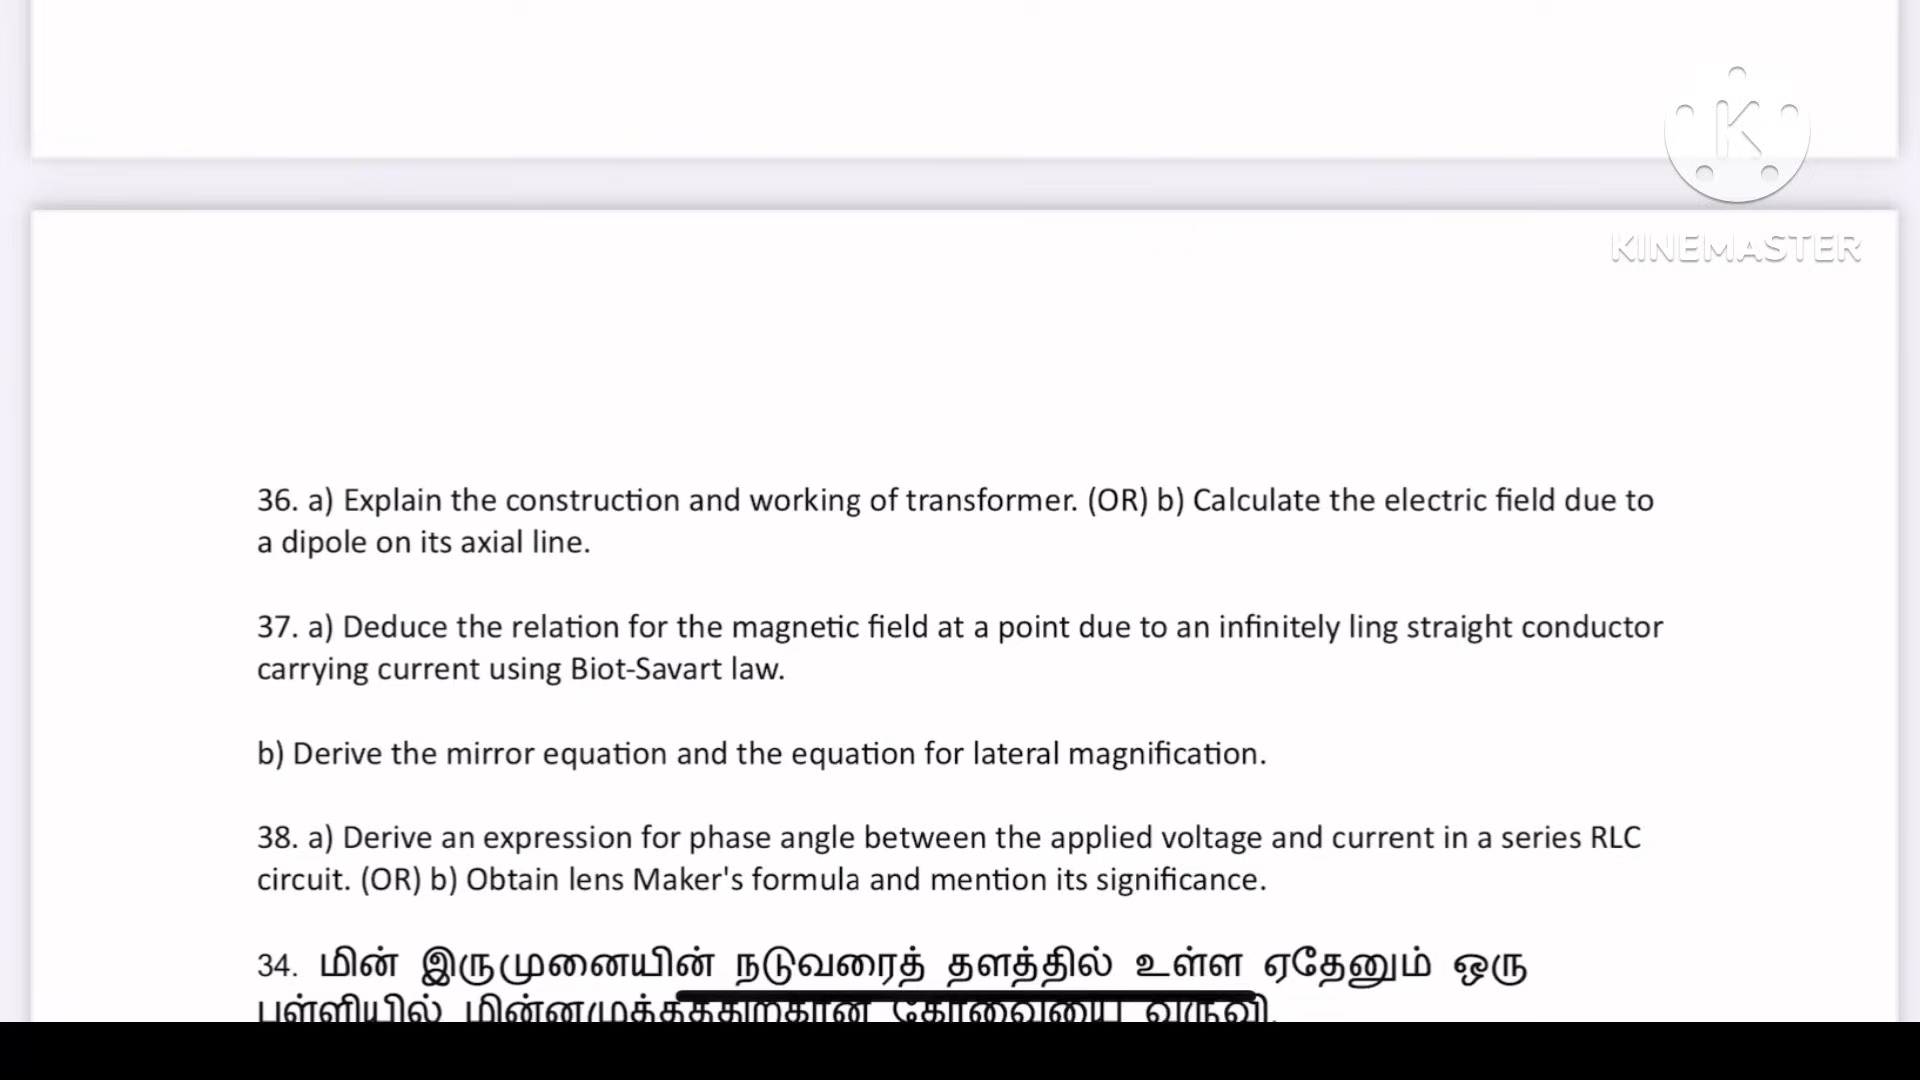 KINEMASTER
36. a) Explain the construction and working of transformer. (OR) b) Calculate the electric field due to
a dipole on its axial line.
37. a) Deduce the relation for the magnetic field at a point due to an infinitely ling straight conductor
carrying current using Biot-Savart law.
b) Derive the mirror equation and the equation for lateral magnification.
38. a) Derive an expression for phase angle between the applied voltage and current in a series RLC
circuit. (OR) b) Obtain lens Maker's formula and mention its significance.
34. மின் இருமுனையின் நடுவரைத் தளத்தில் உள்ள ஏதேனும் ஒரு
புள்ளியில் மின்னழுத்தத்திற்கான கோவையை வருவி.